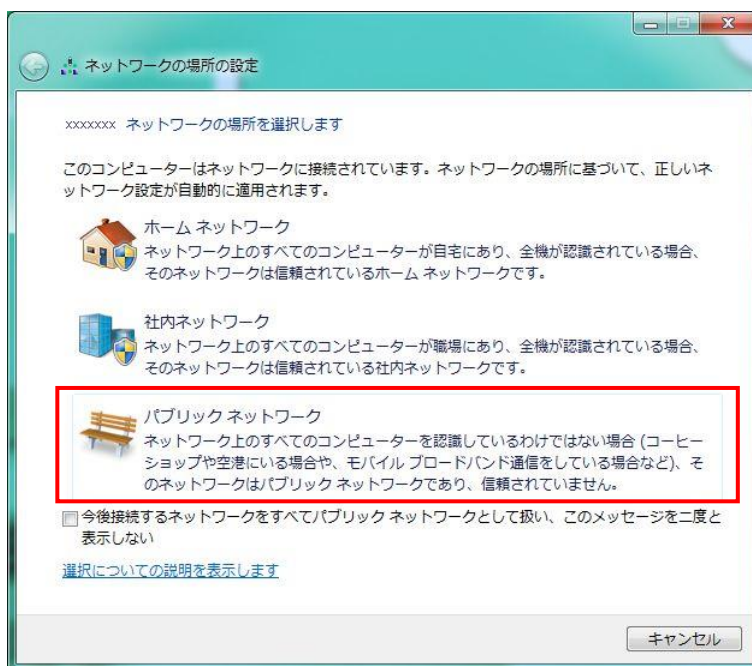 ネットワークの場所の設定
xxxxxxx ネットワークの場所を選択します
このコンピューターはネットワークに接続されています。ネットワークの場所に基づいて、正しいネ
ットワーク設定が自動的に適用されます。
ホーム ネットワーク
ネットワーク上のすべてのコンピューターが自宅にあり、全機が認識されている場合、
そのネットワークは信頼されているホーム ネットワークです。
社内ネットワーク
ネットワーク上のすべてのコンピューターが職場にあり、全機が認識されている場合、
そのネットワークは信頼されている社内ネットワークです。
パブリック ネットワーク
ネットワーク上のすべてのコンピューターを認識しているわけではない場合 (コーヒー
ショップや空港にいる場合や、モバイル ブロードバンド通信をしている場合など)、そ
のネットワークはパブリック ネットワークであり、信頼されていません。
今後接続するネットワークをすべてパブリック ネットワークとして扱い、このメッセージを二度と
表示しない
選択についての説明を表示します
キャンセル